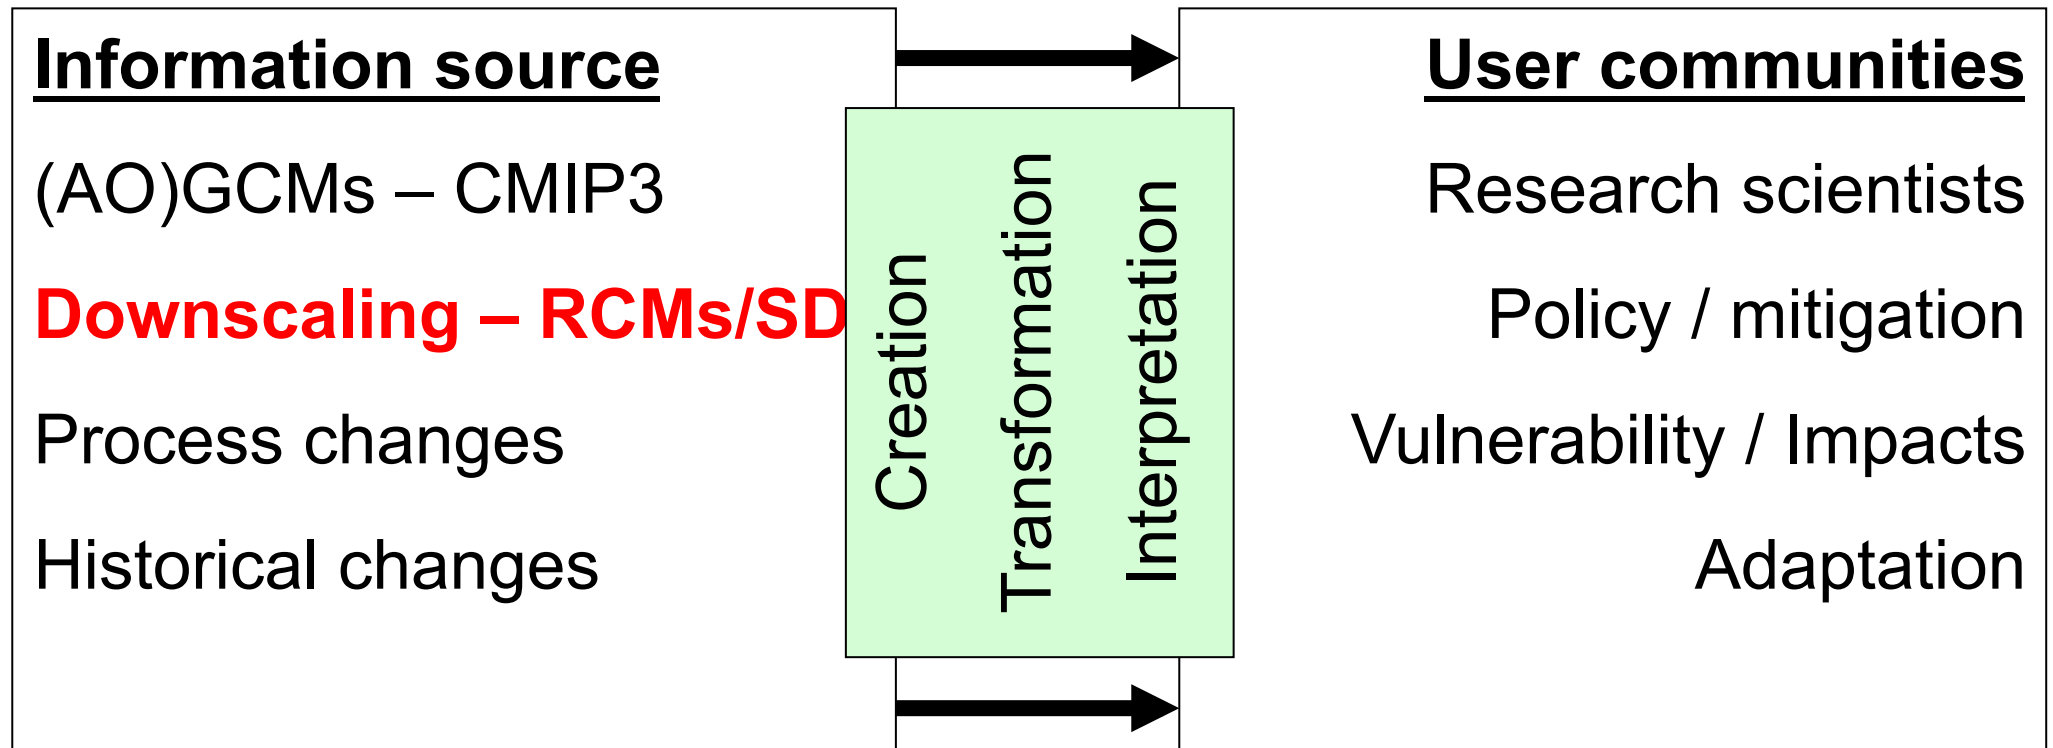 Information source
(AO)GCMs – CMIP3
Downscaling – RCMs/SD
Process changes
Historical changes
Creation
Transformation
Interpretation
User communities
Research scientists
Policy / mitigation
Vulnerability / Impacts
Adaptation